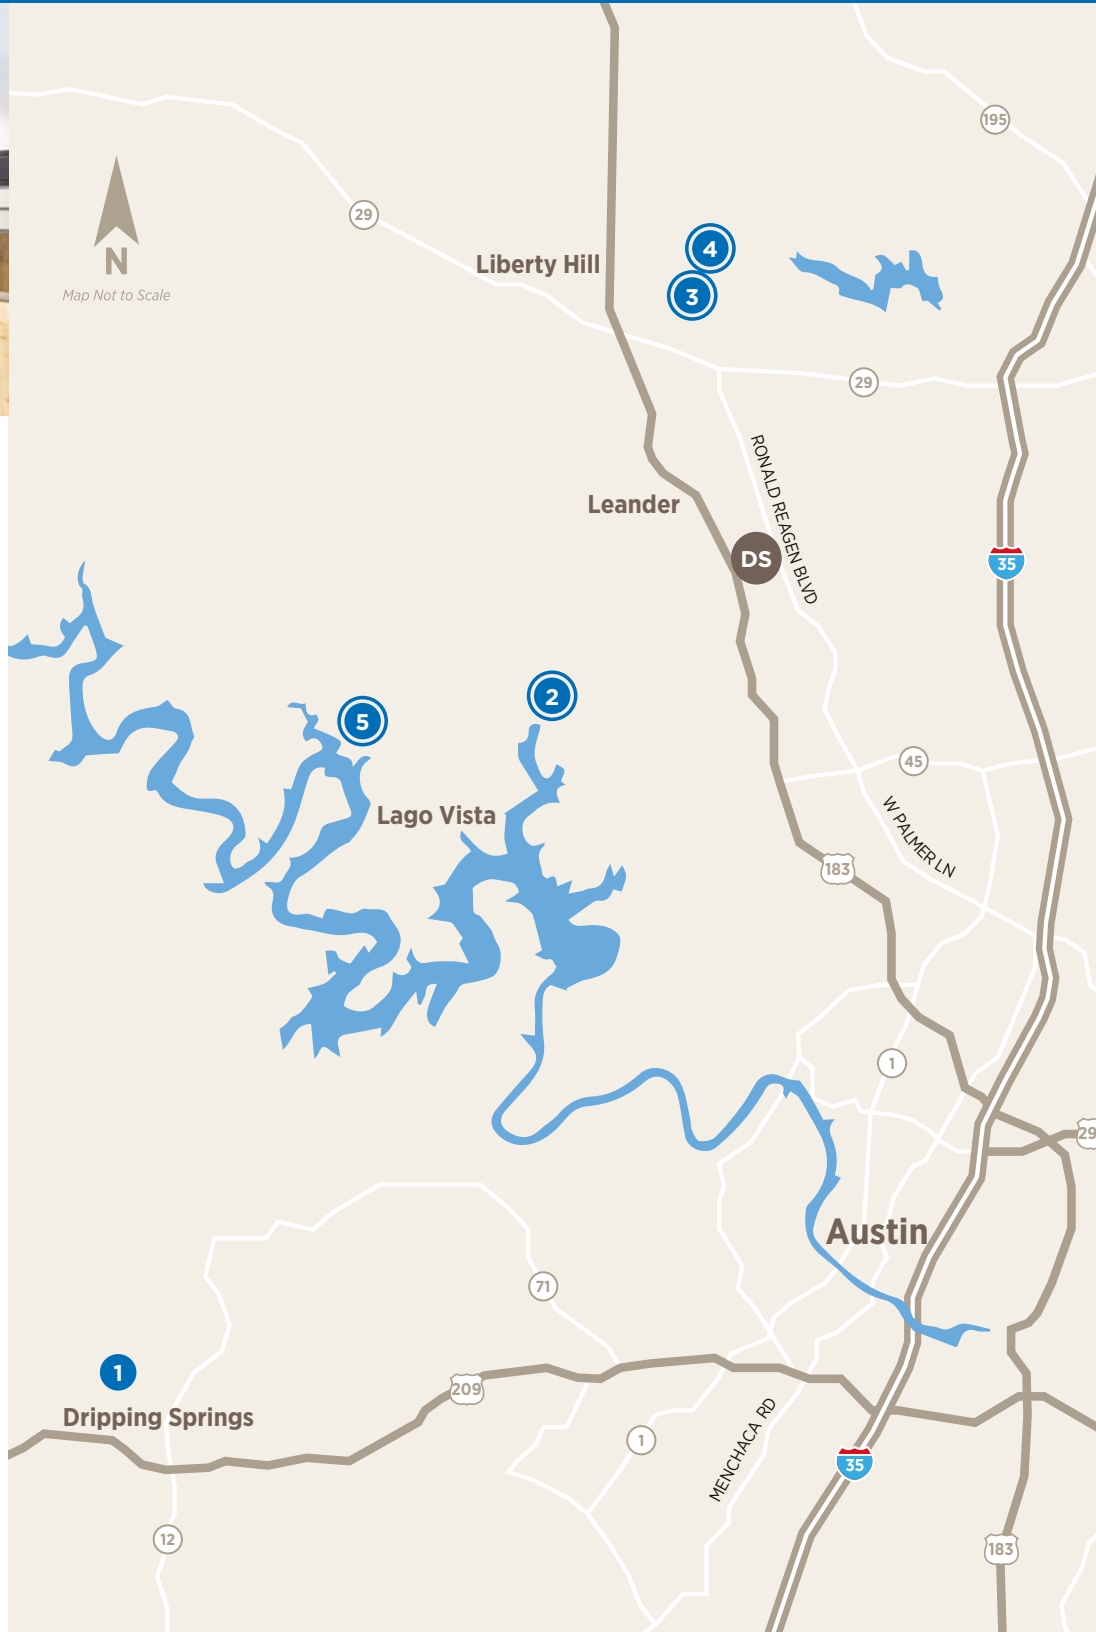 195
29
4
Liberty Hill
3
N
Map Not to Scale
29
RONALD REAGEN BLVD
Leander
DS
35
2
5
45
Lago Vista
W PALMER LN
183
1
29
Austin
71
1
209
Dripping Springs
MENCHACA RD
1
35
12
183